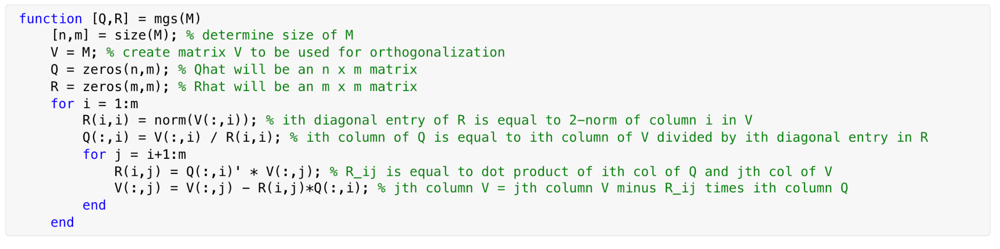 function [Q,R] = mgs(M)
[n,m] = size(M); % determine size of M
V = M; % create matrix V to be used for orthogonalization
Q = zeros(n,m); % Qhat will be an n x m matrix
R = zeros(m,m); % Rhat will be an m x m matrix
for i = 1:m
R(i,i) = norm(V(:,i)); % ith diagonal entry of R is equal to 2-norm of column i in V
Q(:,i) = V(:,i) / R(i,i); % ith column of Q is equal to ith column of V divided by ith diagonal entry in R
for j = i+1:m
R(i,j) = Q(:,i)' * V(:,j); % R_ij is equal to dot product of ith col of Q and jth col of V
V(:,j) = V(:,j) - R(i,j)*Q(:,i); % jth column V = jth column V minus R_ij times ith column Q
end
end